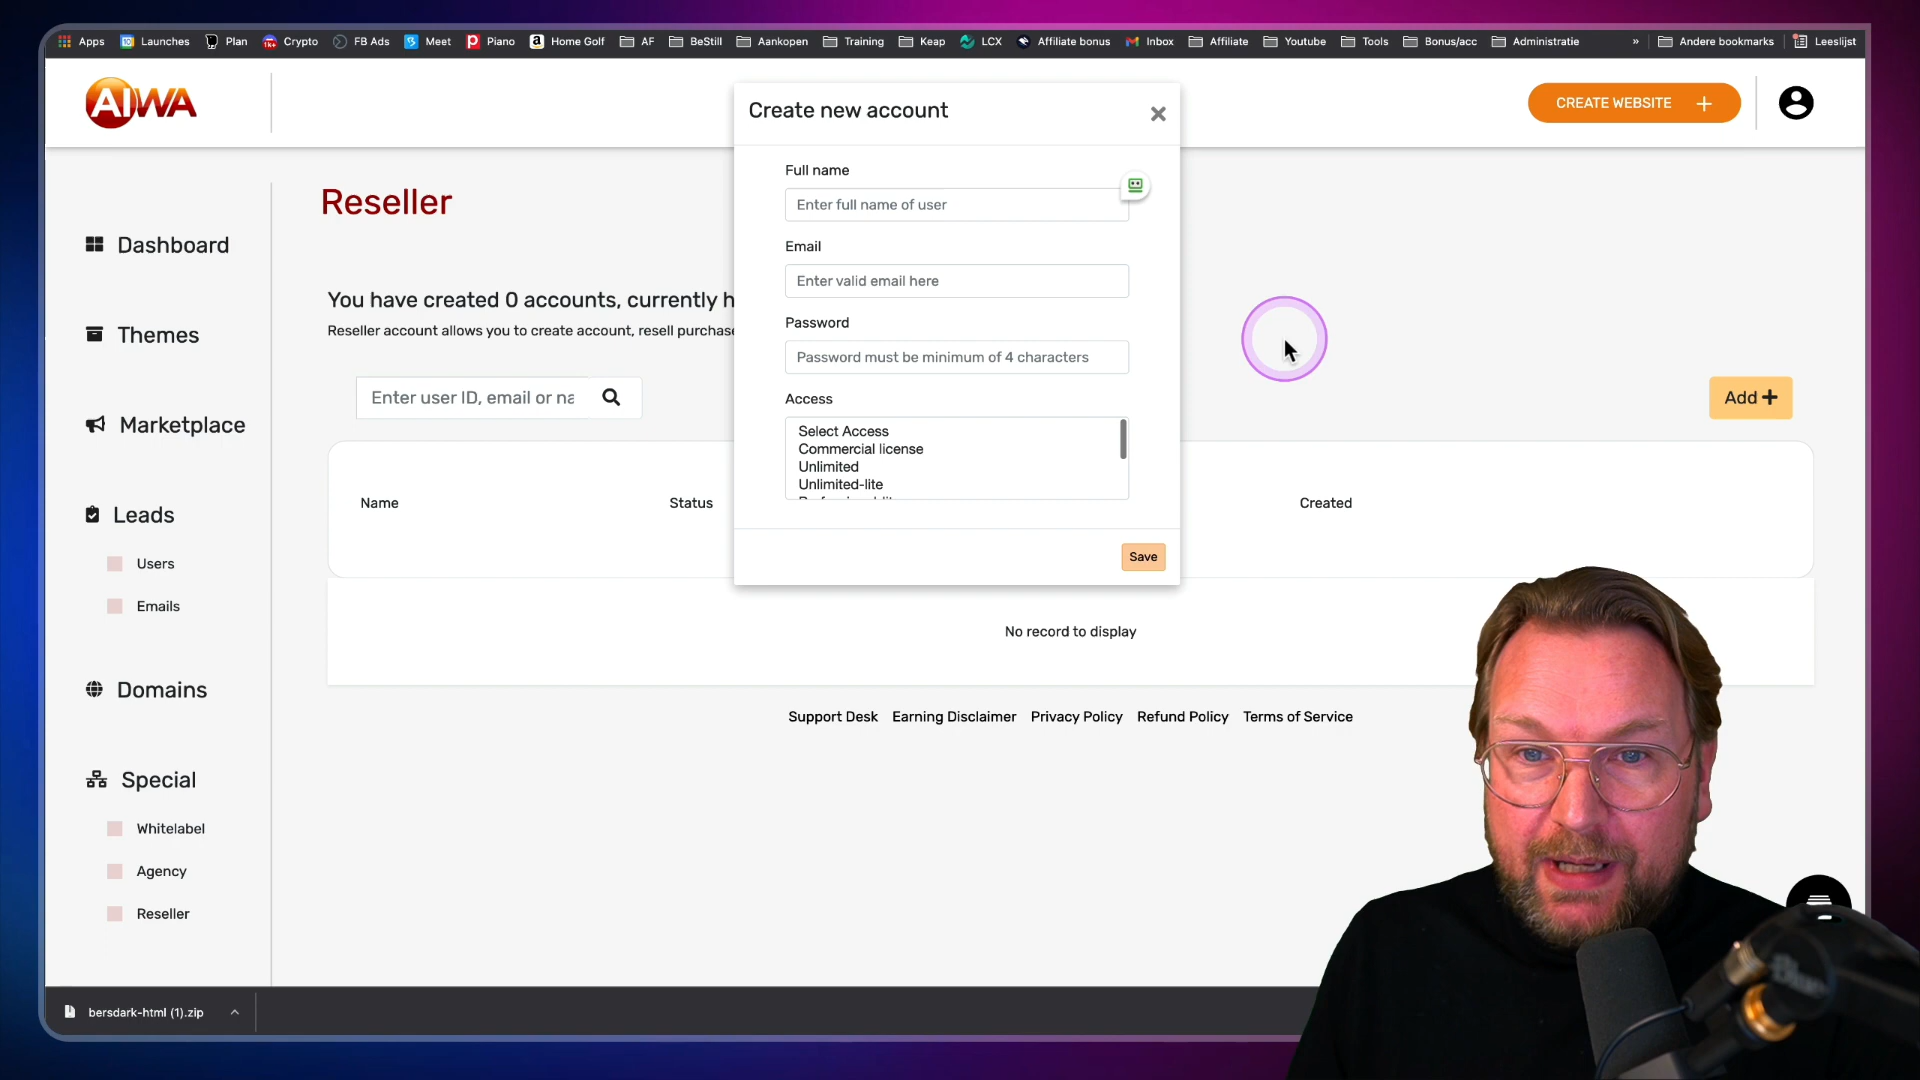 Apps
Launches
Plan
Crypto
FB Ads
Meet
Piano
Home Golf
AF
BeStill
Aankopen
Training
Keap
LCX
Affiliate bonus
Inbox
Affiliate
Youtube
Tools
Bonus/acc
Administratie
»
Andere bookmarks
Leeslijst
AIWA
Create new account
CREATE WEBSITE +
Full name
Enter full name of user
Reseller
Email
Dashboard
Enter valid email here
You have created 0 accounts, currently h
Password
Reseller account allows you to create account, resell purchase
Themes
Password must be minimum of 4 characters
Enter user ID, email or na
Add +
Access
Select Access
Commercial license
Unlimited
Unlimited-lite
Marketplace
Name
Status
Created
Leads
Save
Users
Emails
No record to display
Domains
Support Desk
Earning Disclaimer
Privacy Policy
Refund Policy
Terms of Service
Special
Whitelabel
Agency
Reseller
bersdark-html (1).zip